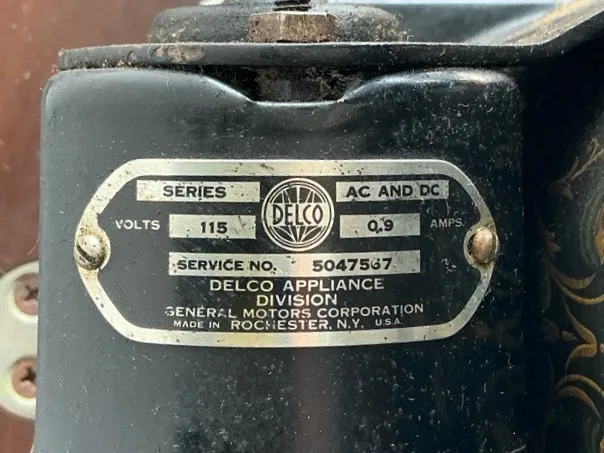 SERIES DELCO AC AND DC
VOLTS 115 0.9 AMPS.
SERVICE NO. 5047567
DELCO APPLIANCE
DIVISION
GENERAL MOTORS CORPORATION
MADE IN ROCHESTER, N.Y. U.S.A.